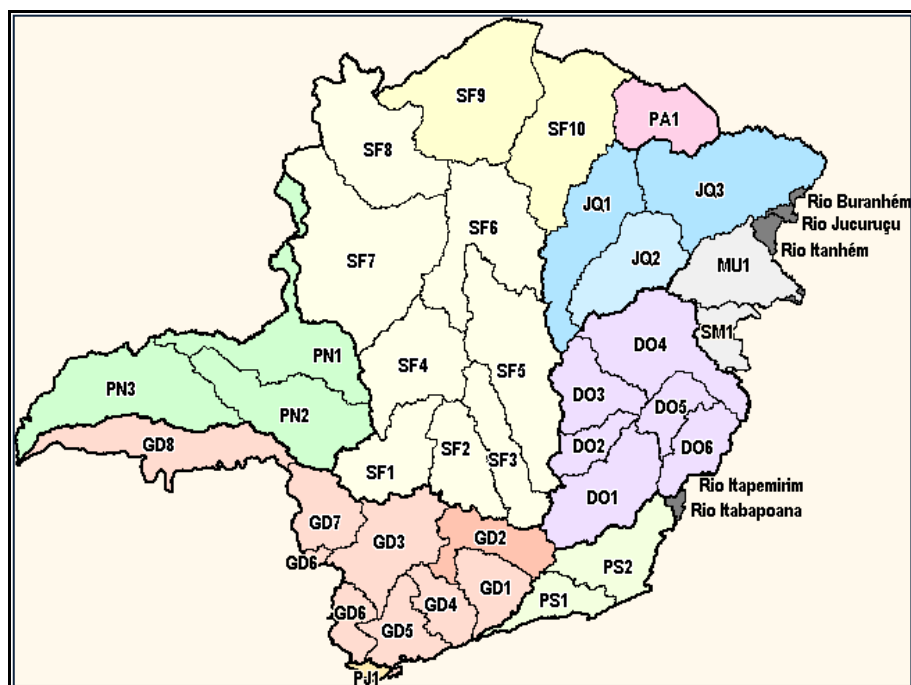 SF9
SF10
PA1
SF8
JQ1
JQ3
Rio Buranhém
Rio Jucuruçu
Rio Itanhém
SF6
JQ2
MU1
SF7
SM1
DO4
PN1
SF4
SF5
PN3
PN2
DO3
DO5
DO2
DO6
GD8
SF1
SF2
SF3
DO1
Rio Itapemirim
Rio Itabapoana
GD7
GD3
GD2
GD6
PS2
GD1
PS1
GD6
GD4
GD5
PJ1